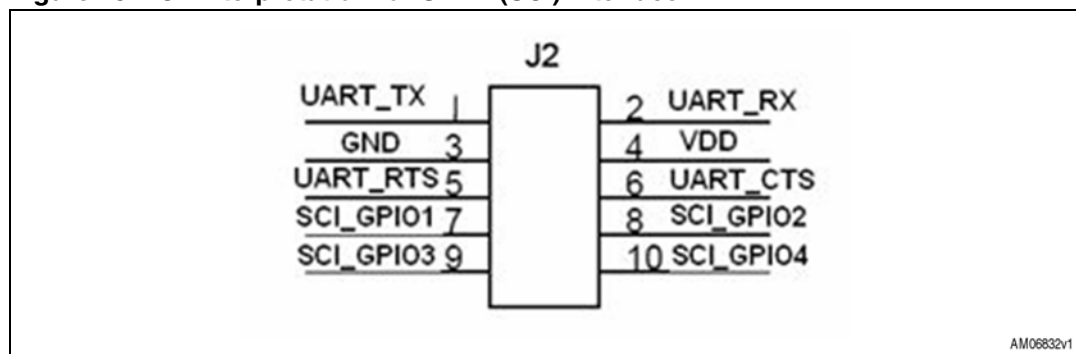 J2
UART_TX 1 2 UART_RX
GND 3 4 VDD
UART_RTS 5 6 UART_CTS
SCI_GPIO1 7 8 SCI_GPIO2
SCI_GPIO3 9 10 SCI_GPIO4
AM06832v1